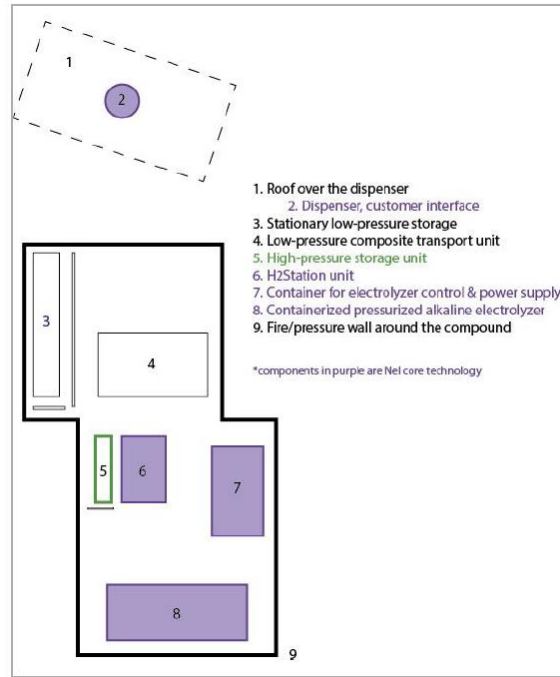 1
2
1. Roof over the dispenser
2. Dispenser, customer interface
3. Stationary low-pressure storage
4. Low-pressure composite transport unit
5. High-pressure storage unit
6. H2Station unit
7. Container for electrolyzer control & power supply
8. Containerized pressurized alkaline electrolyzer
9. Fire/pressure wall around the compound
*components in purple are Nel core technology
3
4
5
6
7
8
9